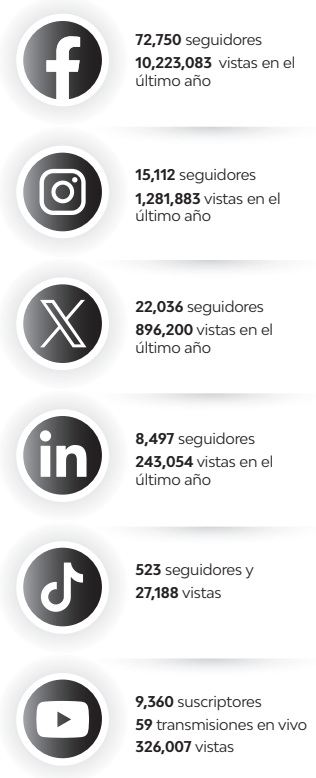 72,750 seguidores
10,223,083 vistas en el
último año
15,112 seguidores
1,281,883 vistas en el
último año
22,036 seguidores
896,200 vistas en el
último año
in
8,497 seguidores
243,054 vistas en el
último año
523 seguidores y
27,188 vistas
9,360 suscriptores
59 transmisiones en vivo
326,007 vistas